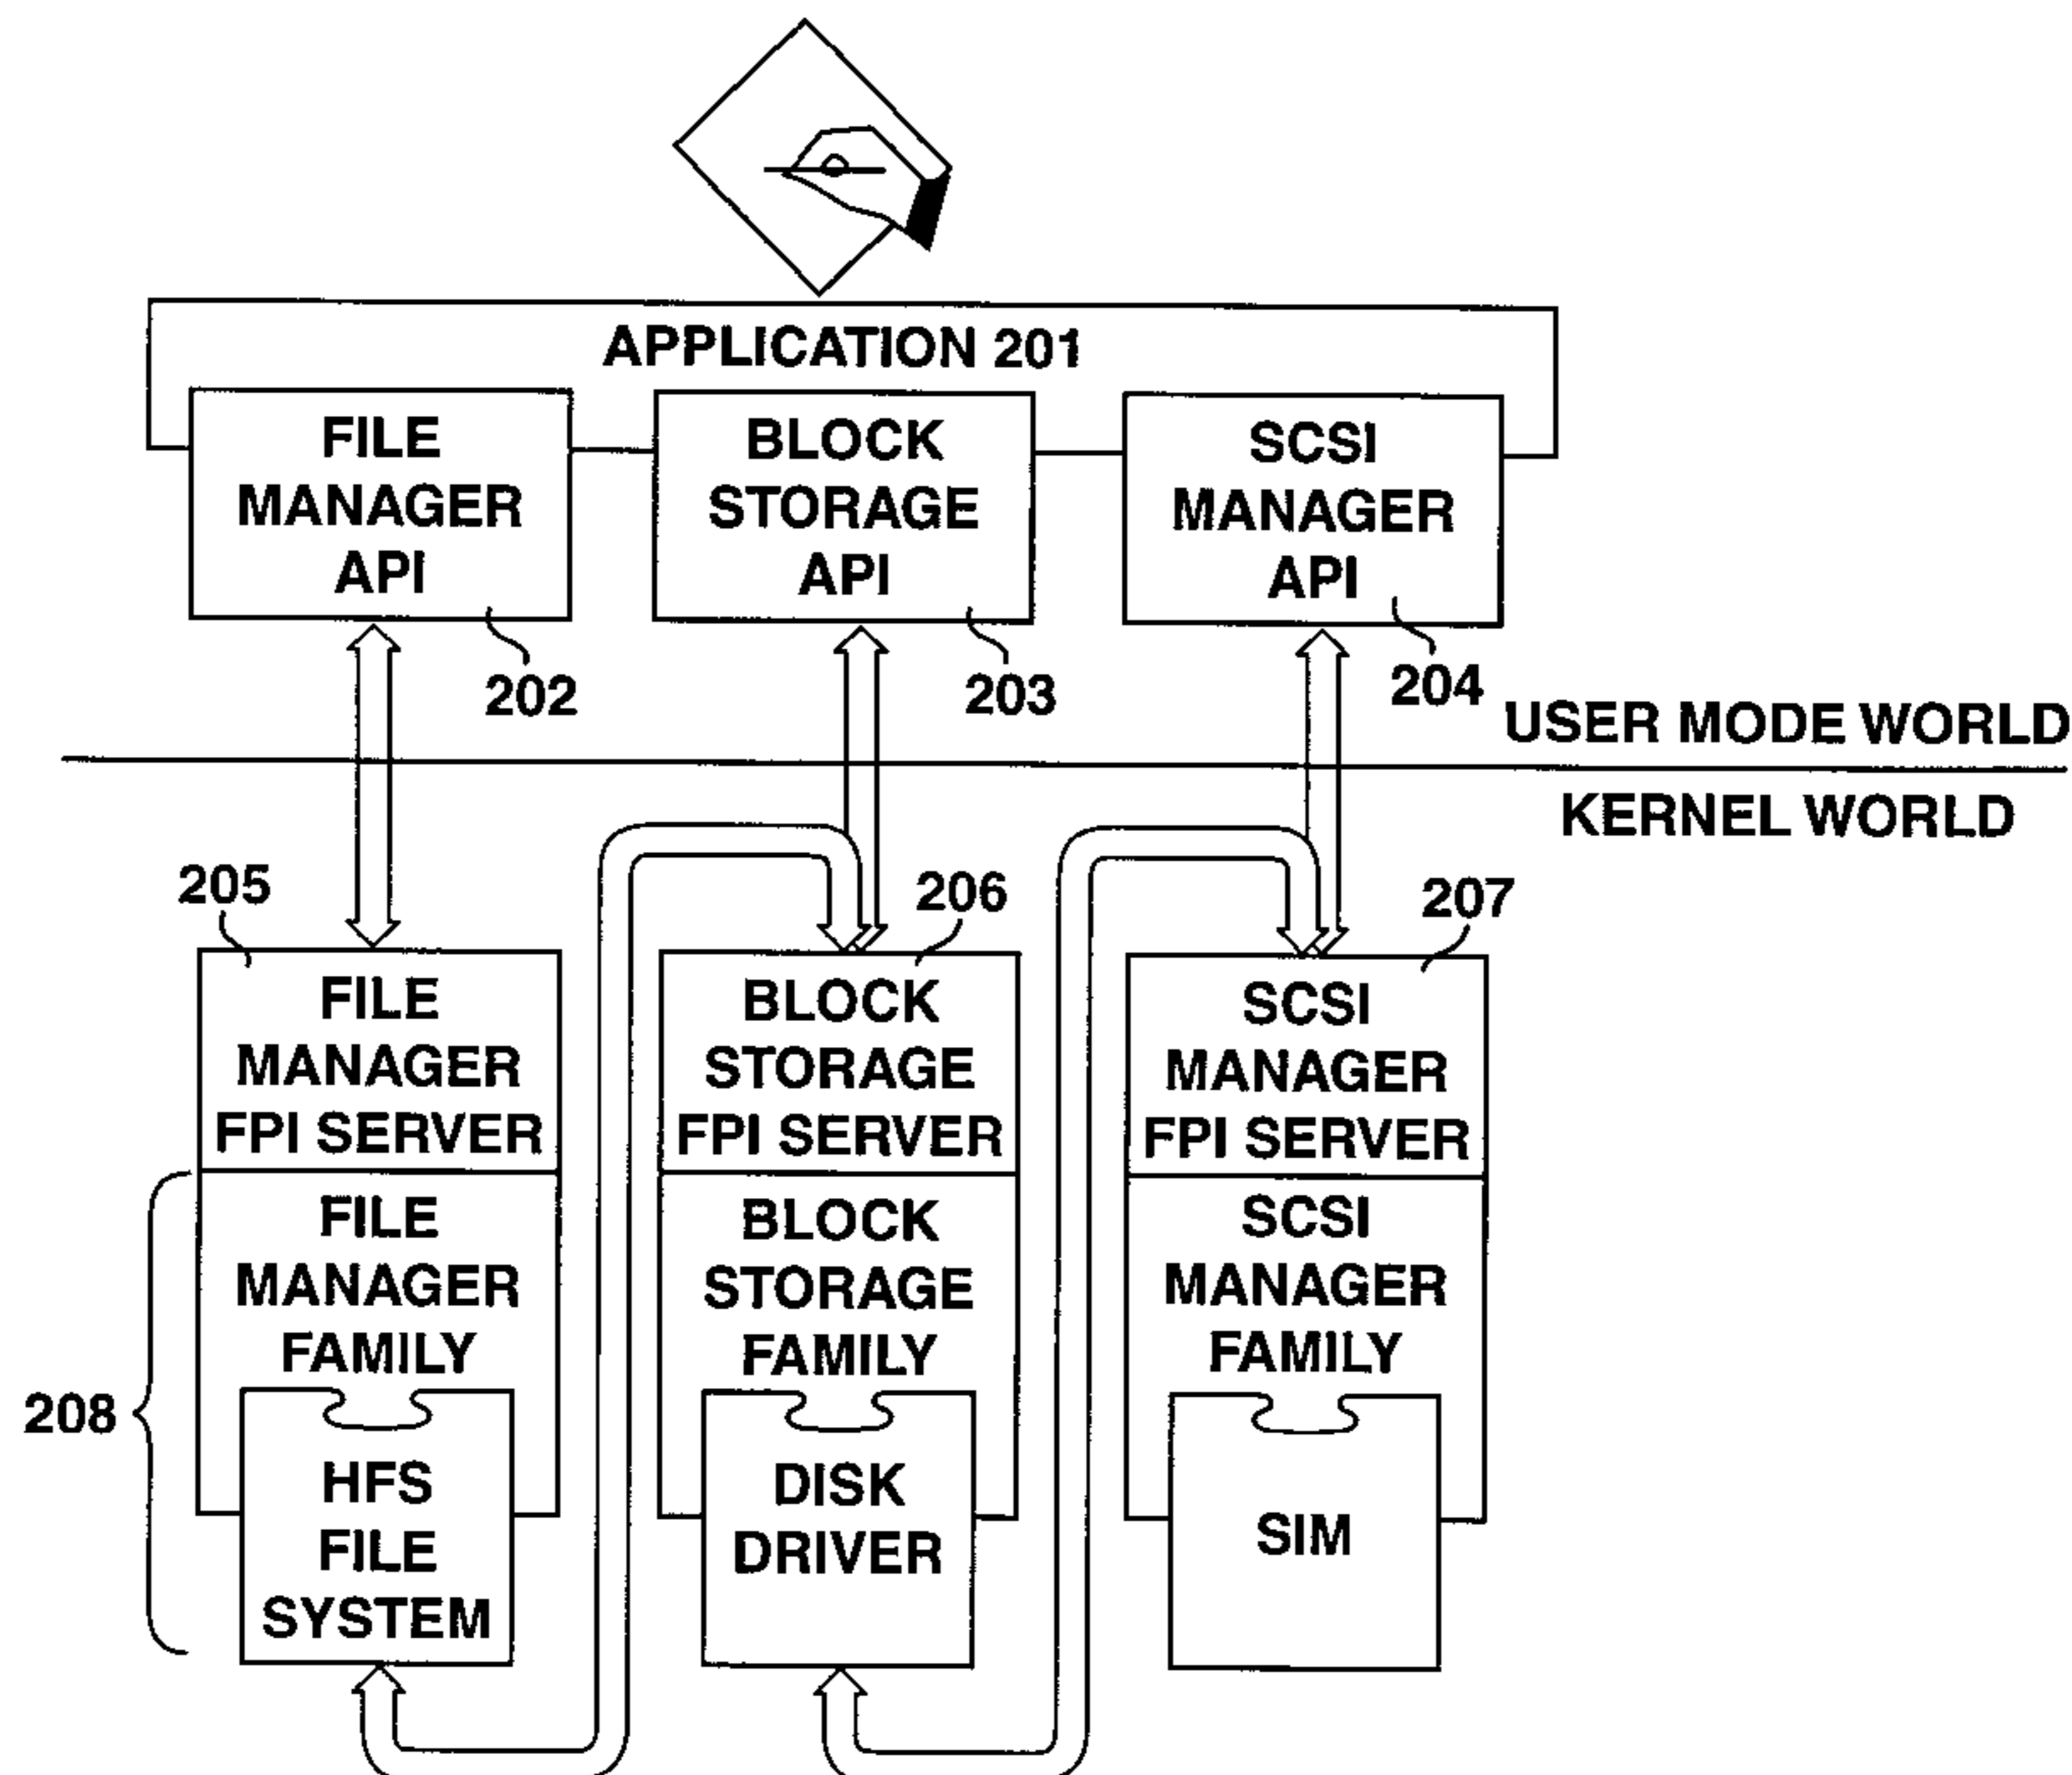 APPLICATION 201
FILE
MANAGER
API
202
BLOCK
STORAGE
API
203
SCSI
MANAGER
API
204
USER MODE WORLD
KERNEL WORLD
205
FILE
MANAGER
FPI SERVER
FILE
MANAGER
FAMILY
208
HFS
FILE
SYSTEM
206
BLOCK
STORAGE
FPI SERVER
BLOCK
STORAGE
FAMILY
DISK
DRIVER
207
SCSI
MANAGER
FPI SERVER
SCSI
MANAGER
FAMILY
SIM